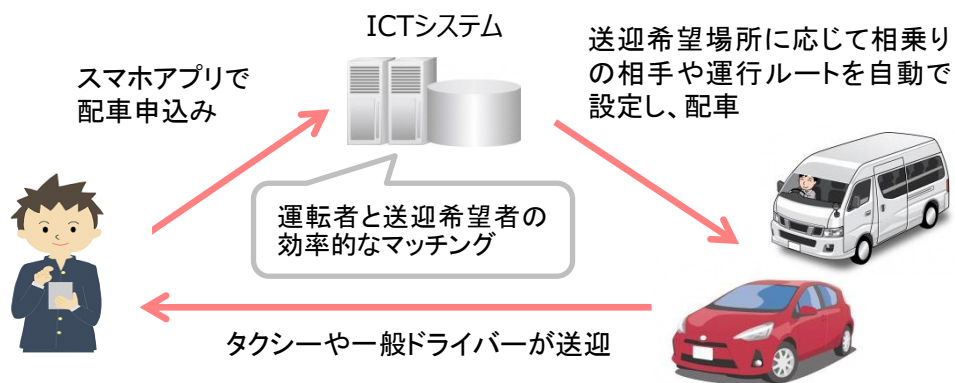 ICTシステム
スマホアプリで
配車申込み
送迎希望場所に応じて相乗り
の相手や運行ルートを自動で
設定し、配車
運転者と送迎希望者の
効率的なマッチング
タクシーや一般ドライバーが送迎